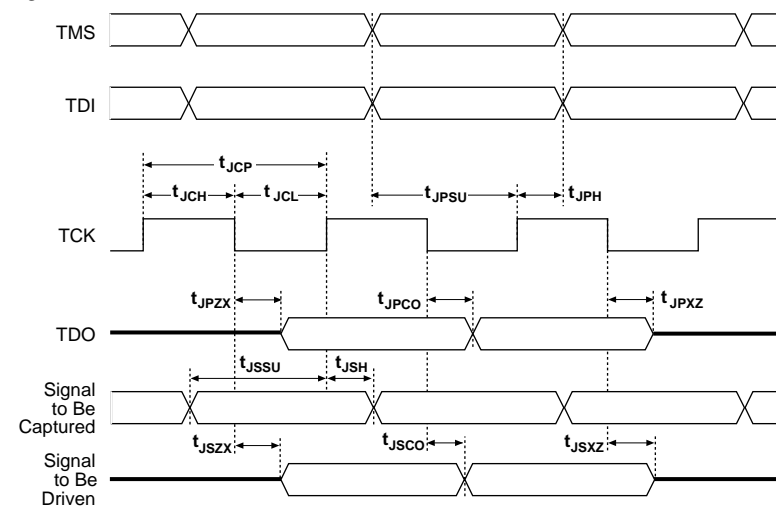 TMS
TDI
tJCP
tJCH
tJCL
tJPSU
tJPH
TCK
tJPZX
tJPCO
tJPXZ
TDO
tJSSU
tJSH
Signal
to Be
Captured
tJSZX
tJSCO
tJSXZ
Signal
to Be
Driven